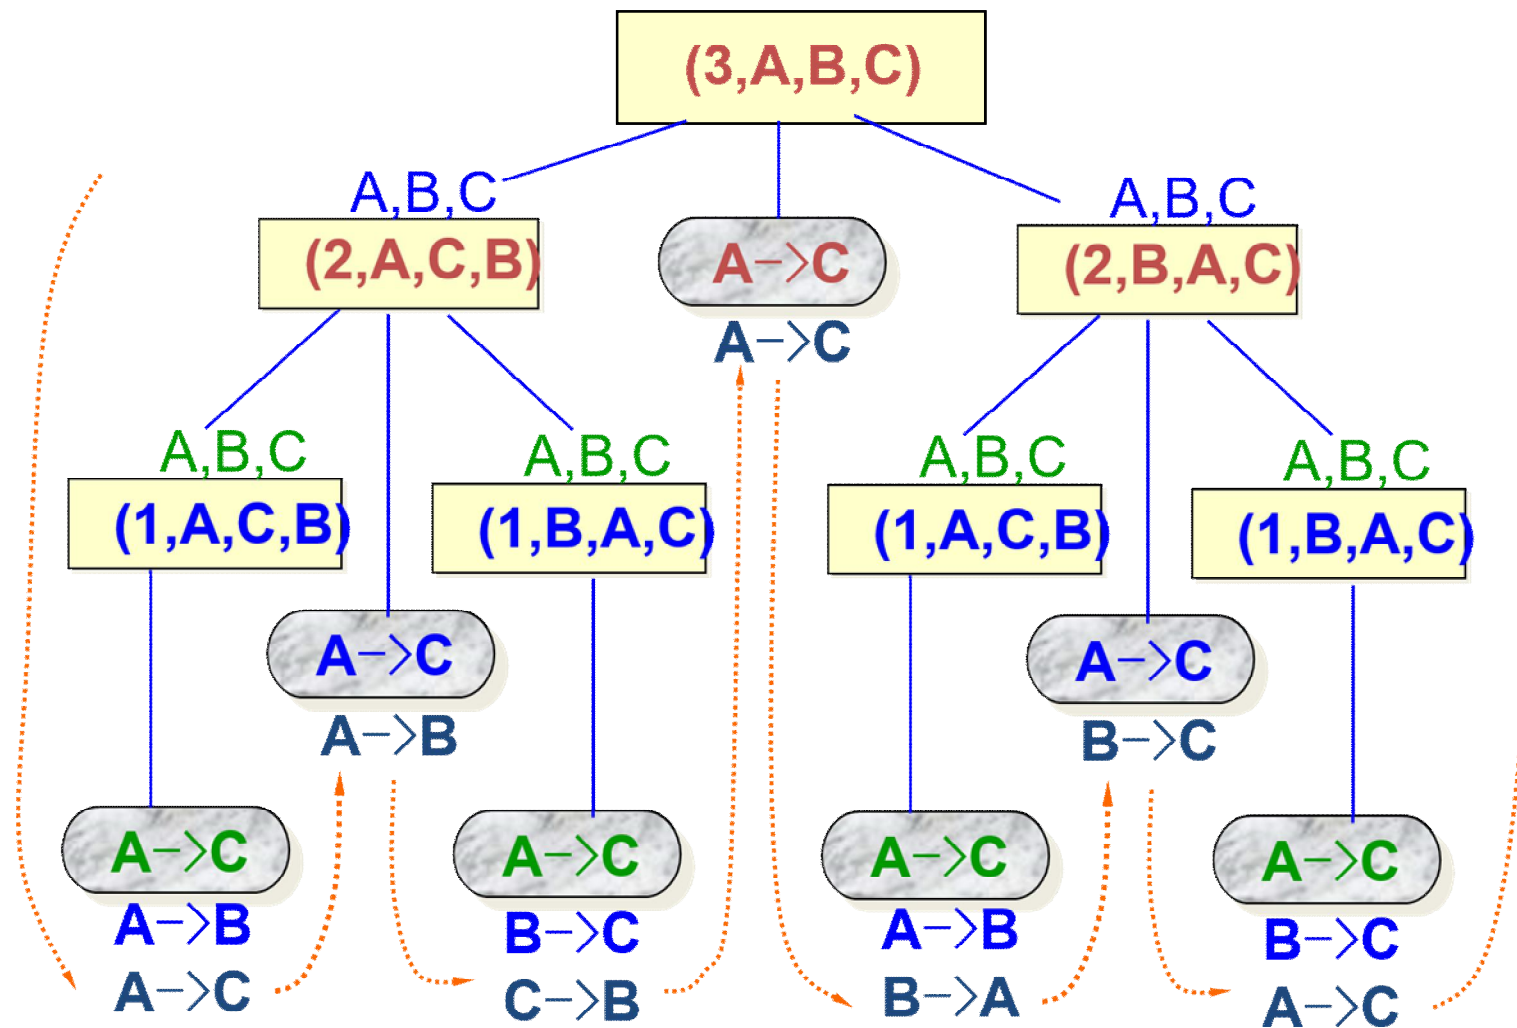 (3,A,B,C)
A,B,C
A,B,C
(2,A,C,B)
A->C
(2,B,A,C)
A->C
A,B,C
A,B,C
A,B,C
A,B,C
(1,A,C,B)
(1,B,A,C)
(1,A,C,B)
(1,B,A,C)
A->C
A->C
A->B
B->C
A->C
A->C
A->C
A->C
A->B
B->C
A->B
B->C
A->C
C->B
B->A
A->C